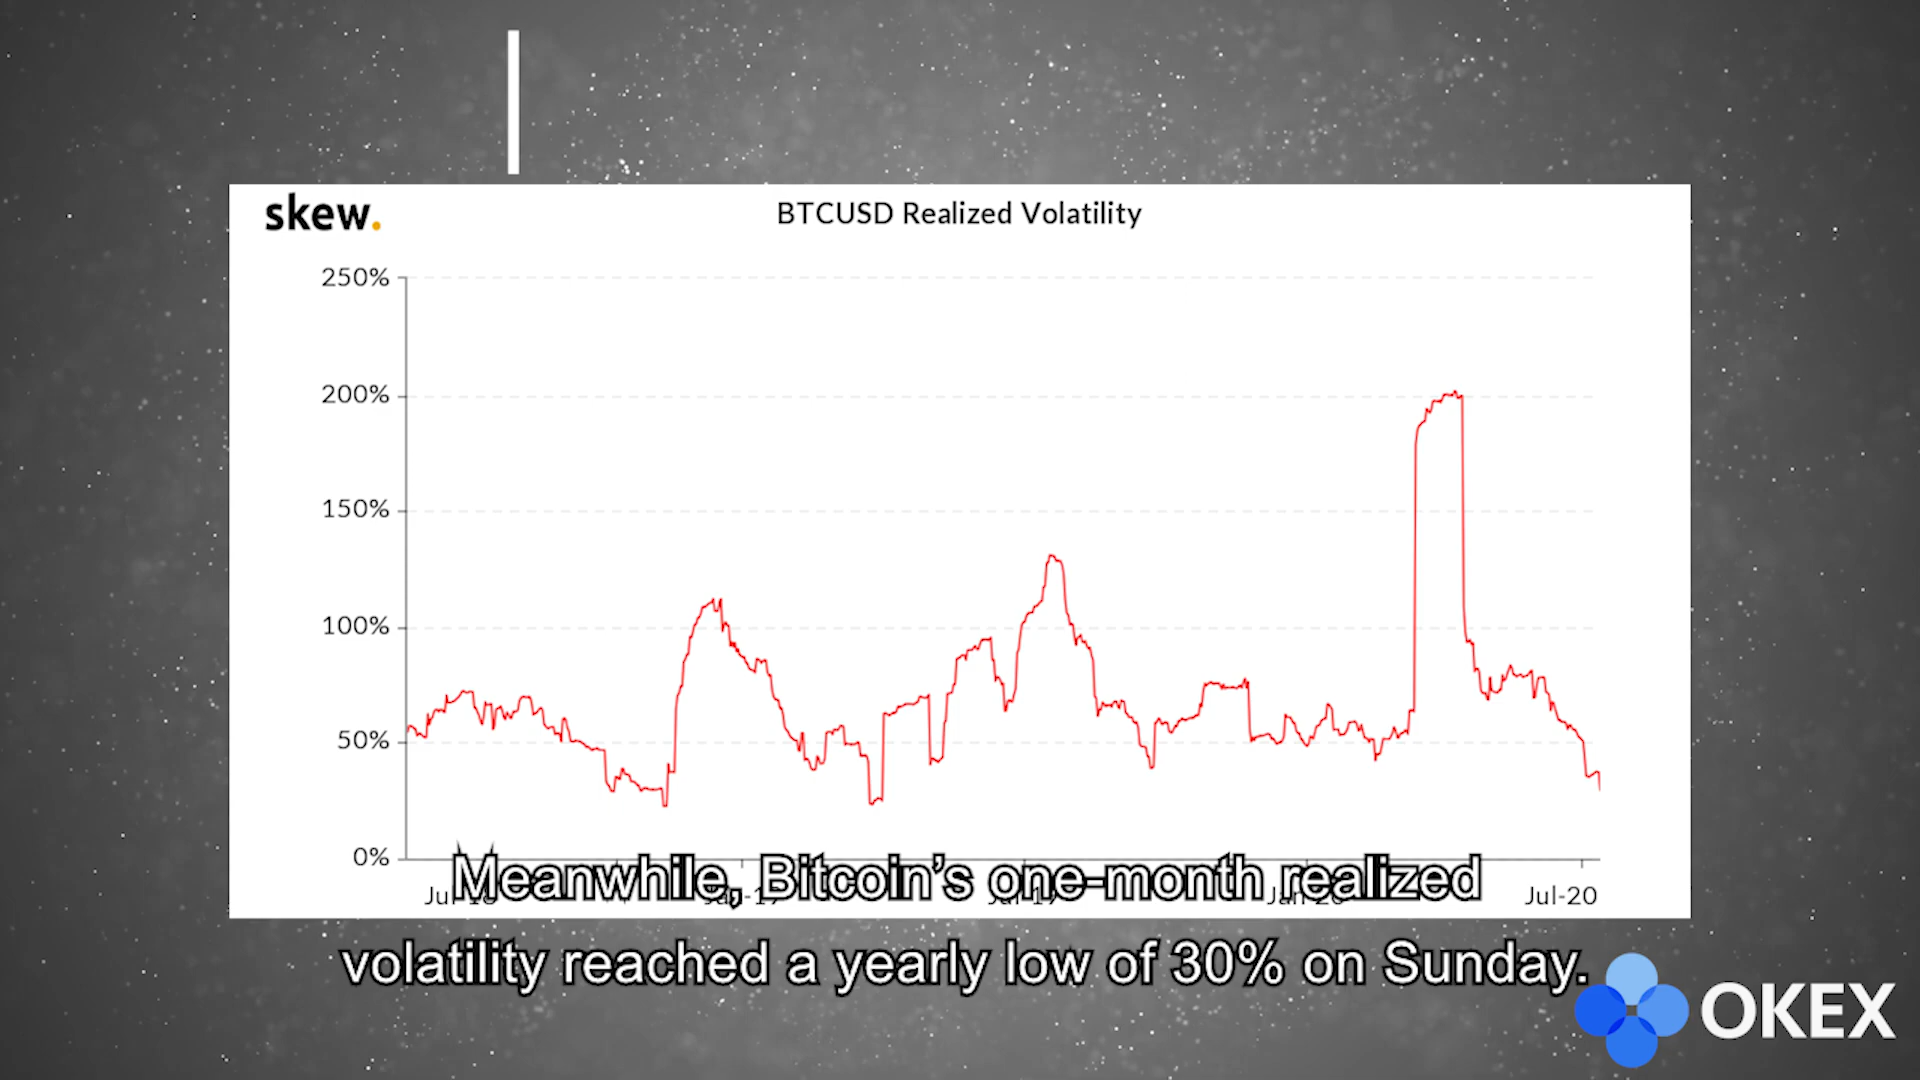 skew.
BTCUSD Realized Volatility
250%
200%
150%
100%
50%
0%
Jul-20
Meanwhile, Bitcoin’s one-month realized
volatility reached a yearly low of 30% on Sunday.
OKEX